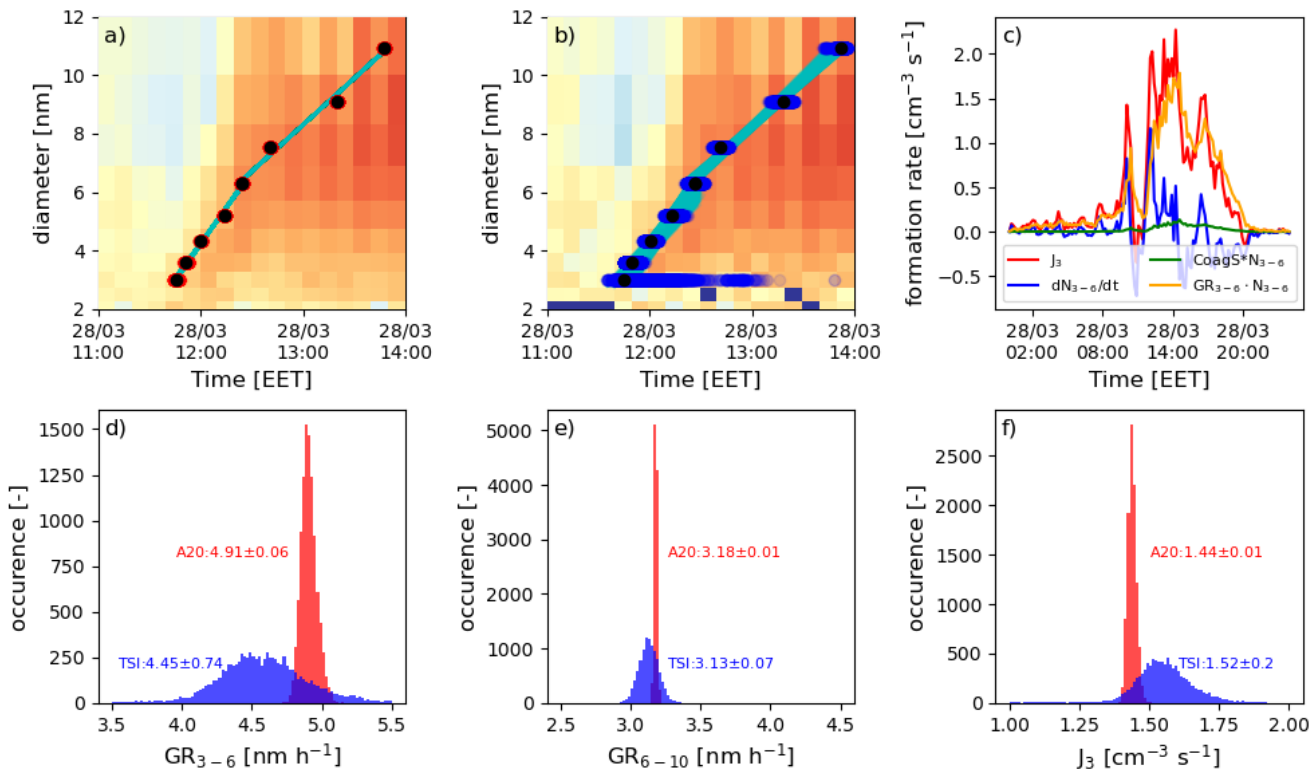 a)
12
10
8
6
4
2
diameter [nm]
28/03
11:00
28/03
12:00
28/03
13:00
28/03
14:00
Time [EET]
b)
12
10
8
6
4
2
diameter [nm]
28/03
11:00
28/03
12:00
28/03
13:00
28/03
14:00
Time [EET]
c)
2.0
1.5
1.0
0.5
0.0
−0.5
formation rate [cm⁻³ s⁻¹]
J₃
dN₃₋₆/dt
CoagS*N₃₋₆
GR₃₋₆ · N₃₋₆
28/03
02:00
28/03
08:00
28/03
14:00
28/03
20:00
Time [EET]
d)
1500
1250
1000
750
500
250
0
occurence [-]
A20:4.91±0.06
TSI:4.45±0.74
3.5 4.0 4.5 5.0 5.5
GR₃₋₆ [nm h⁻¹]
e)
5000
4000
3000
2000
1000
0
occurence [-]
A20:3.18±0.01
TSI:3.13±0.07
2.5 3.0 3.5 4.0 4.5
GR₆₋₁₀ [nm h⁻¹]
f)
2500
2000
1500
1000
500
0
occurence [-]
A20:1.44±0.01
TSI:1.52±0.2
1.00 1.25 1.50 1.75 2.00
J₃ [cm⁻³ s⁻¹]